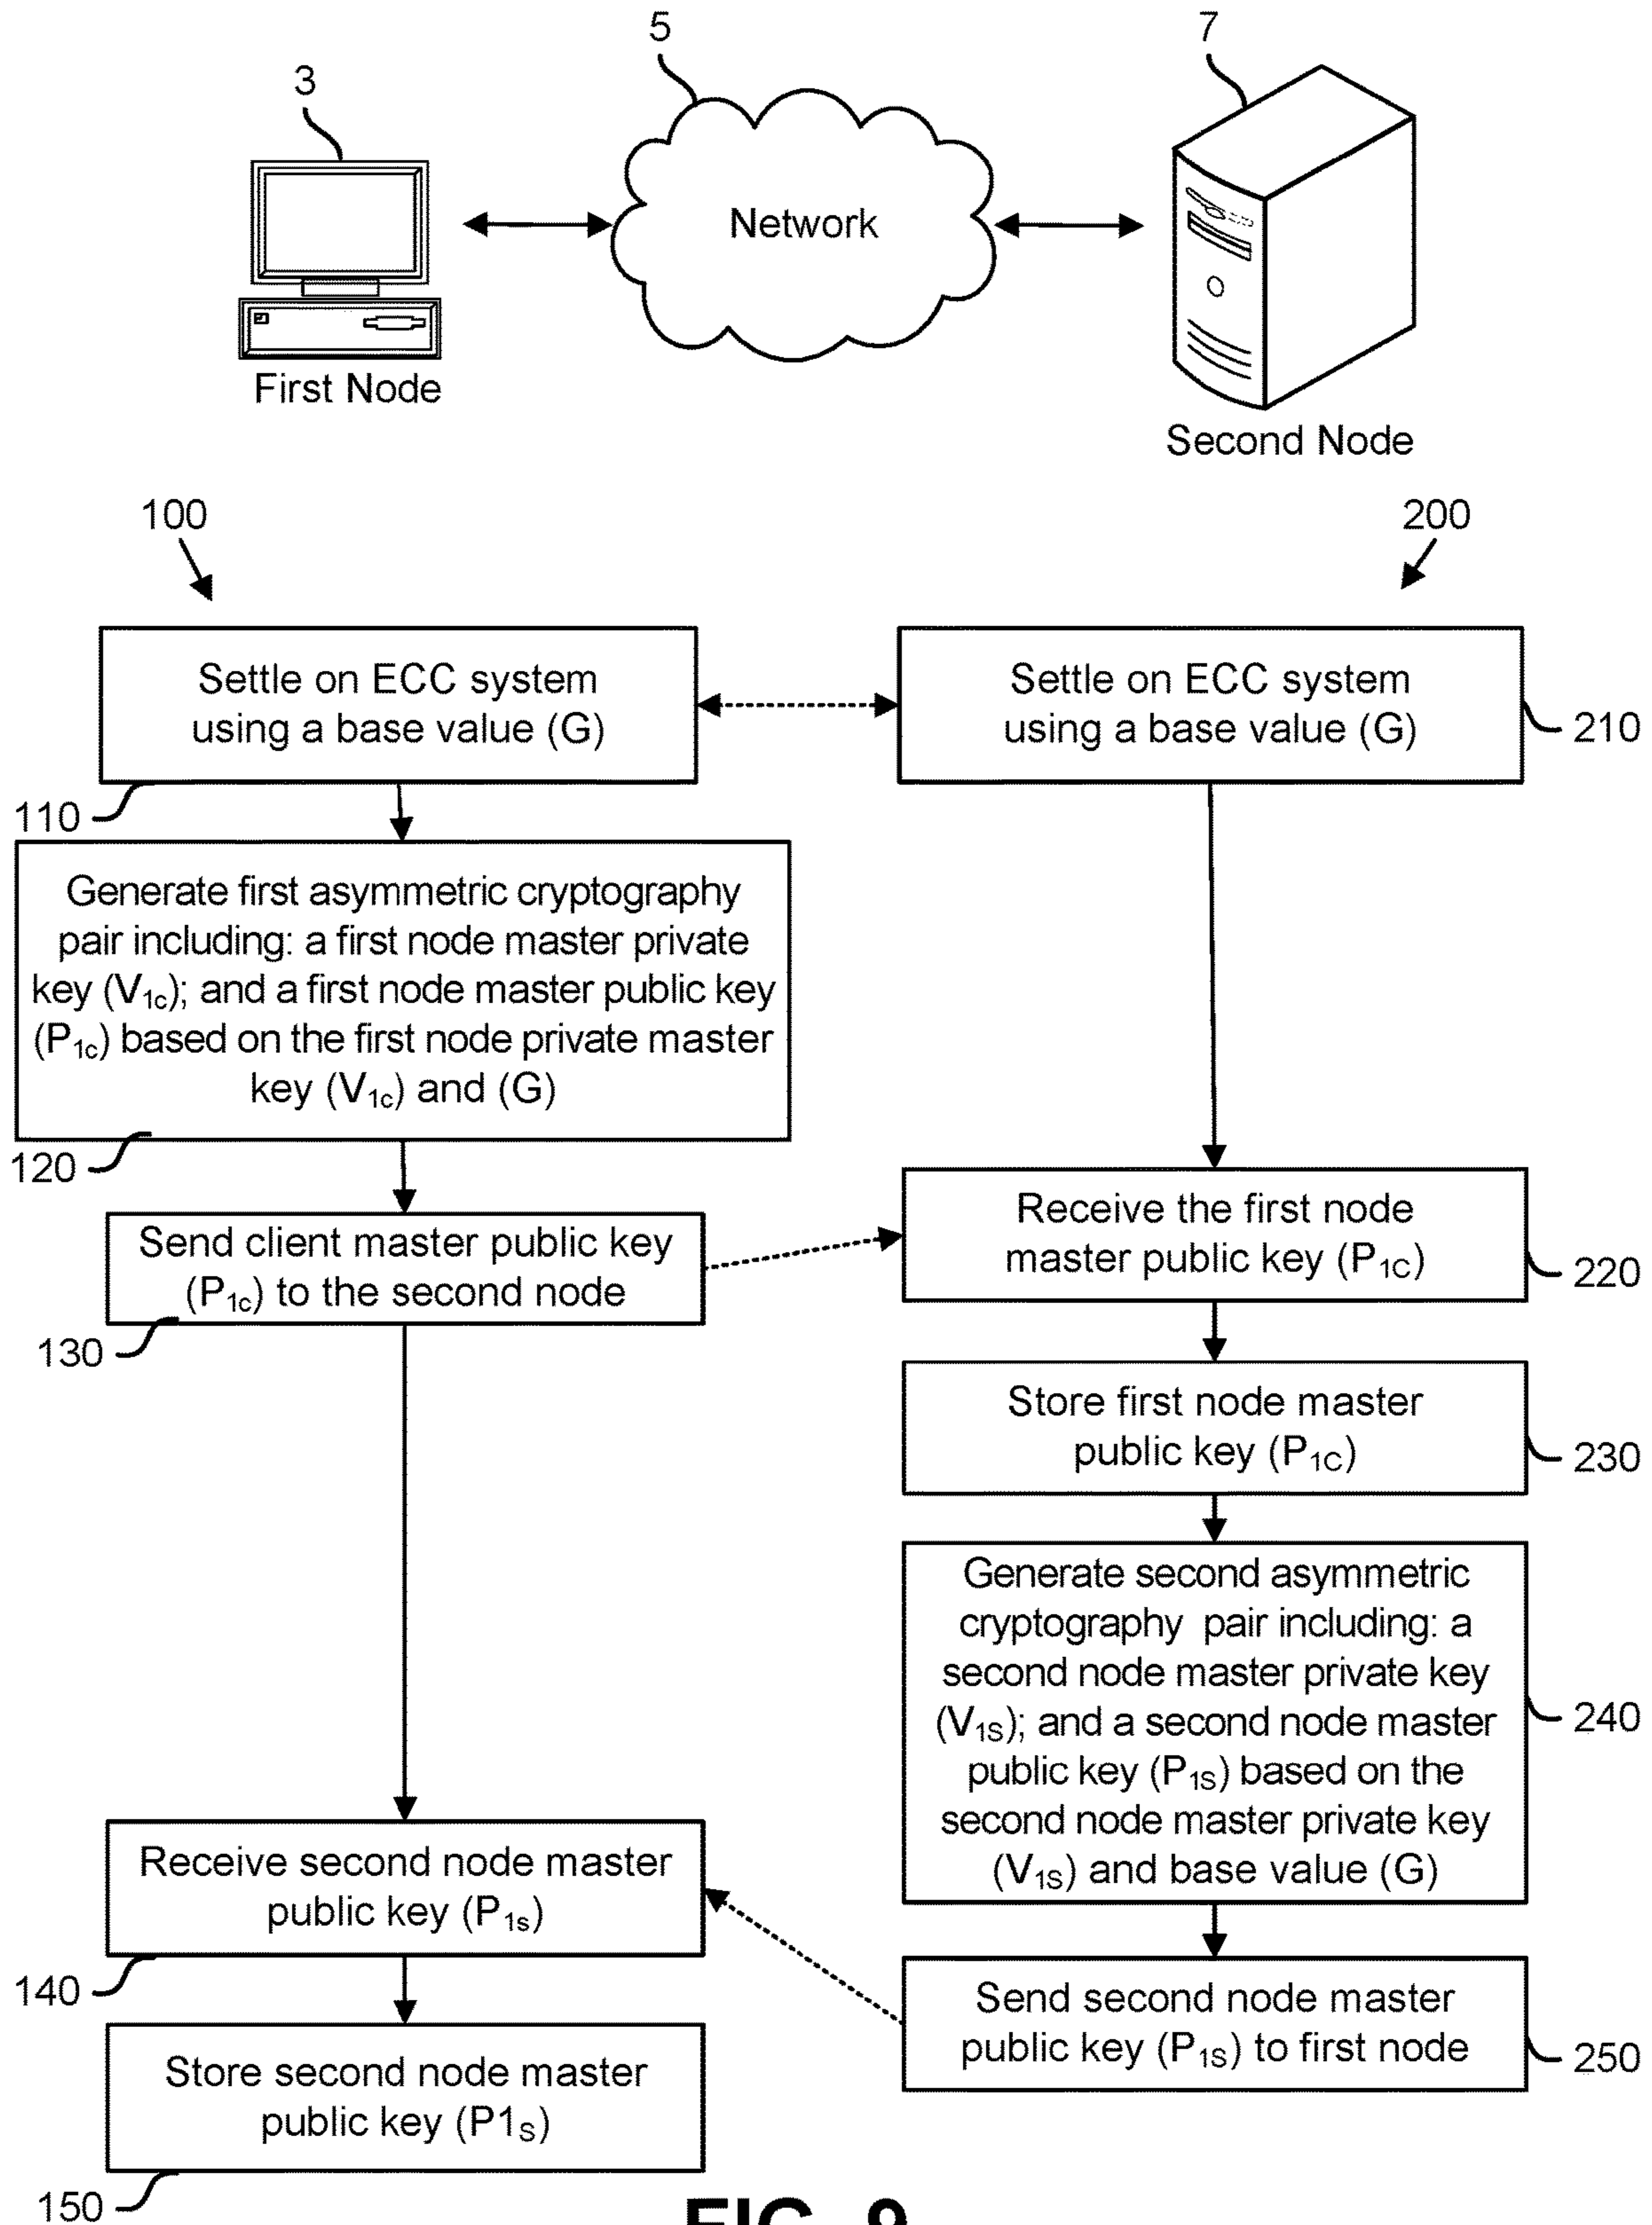 5
7
3
Network
First Node
Second Node
100
200
Settle on ECC system
using a base value (G)
110
Settle on ECC system
using a base value (G)
210
Generate first asymmetric cryptography
pair including: a first node master private
key (V₁c); and a first node master public key
(P₁c) based on the first node private master
key (V₁c) and (G)
120
Send client master public key
(P₁c) to the second node
130
Receive the first node
master public key (P₁C)
220
Store first node master
public key (P₁C)
230
Generate second asymmetric
cryptography pair including: a
second node master private key
(V₁S); and a second node master
public key (P₁S) based on the
second node master private key
(V₁S) and base value (G)
240
Receive second node master
public key (P₁s)
140
Send second node master
public key (P₁S) to first node
250
Store second node master
public key (P1S)
150
FIG. 9